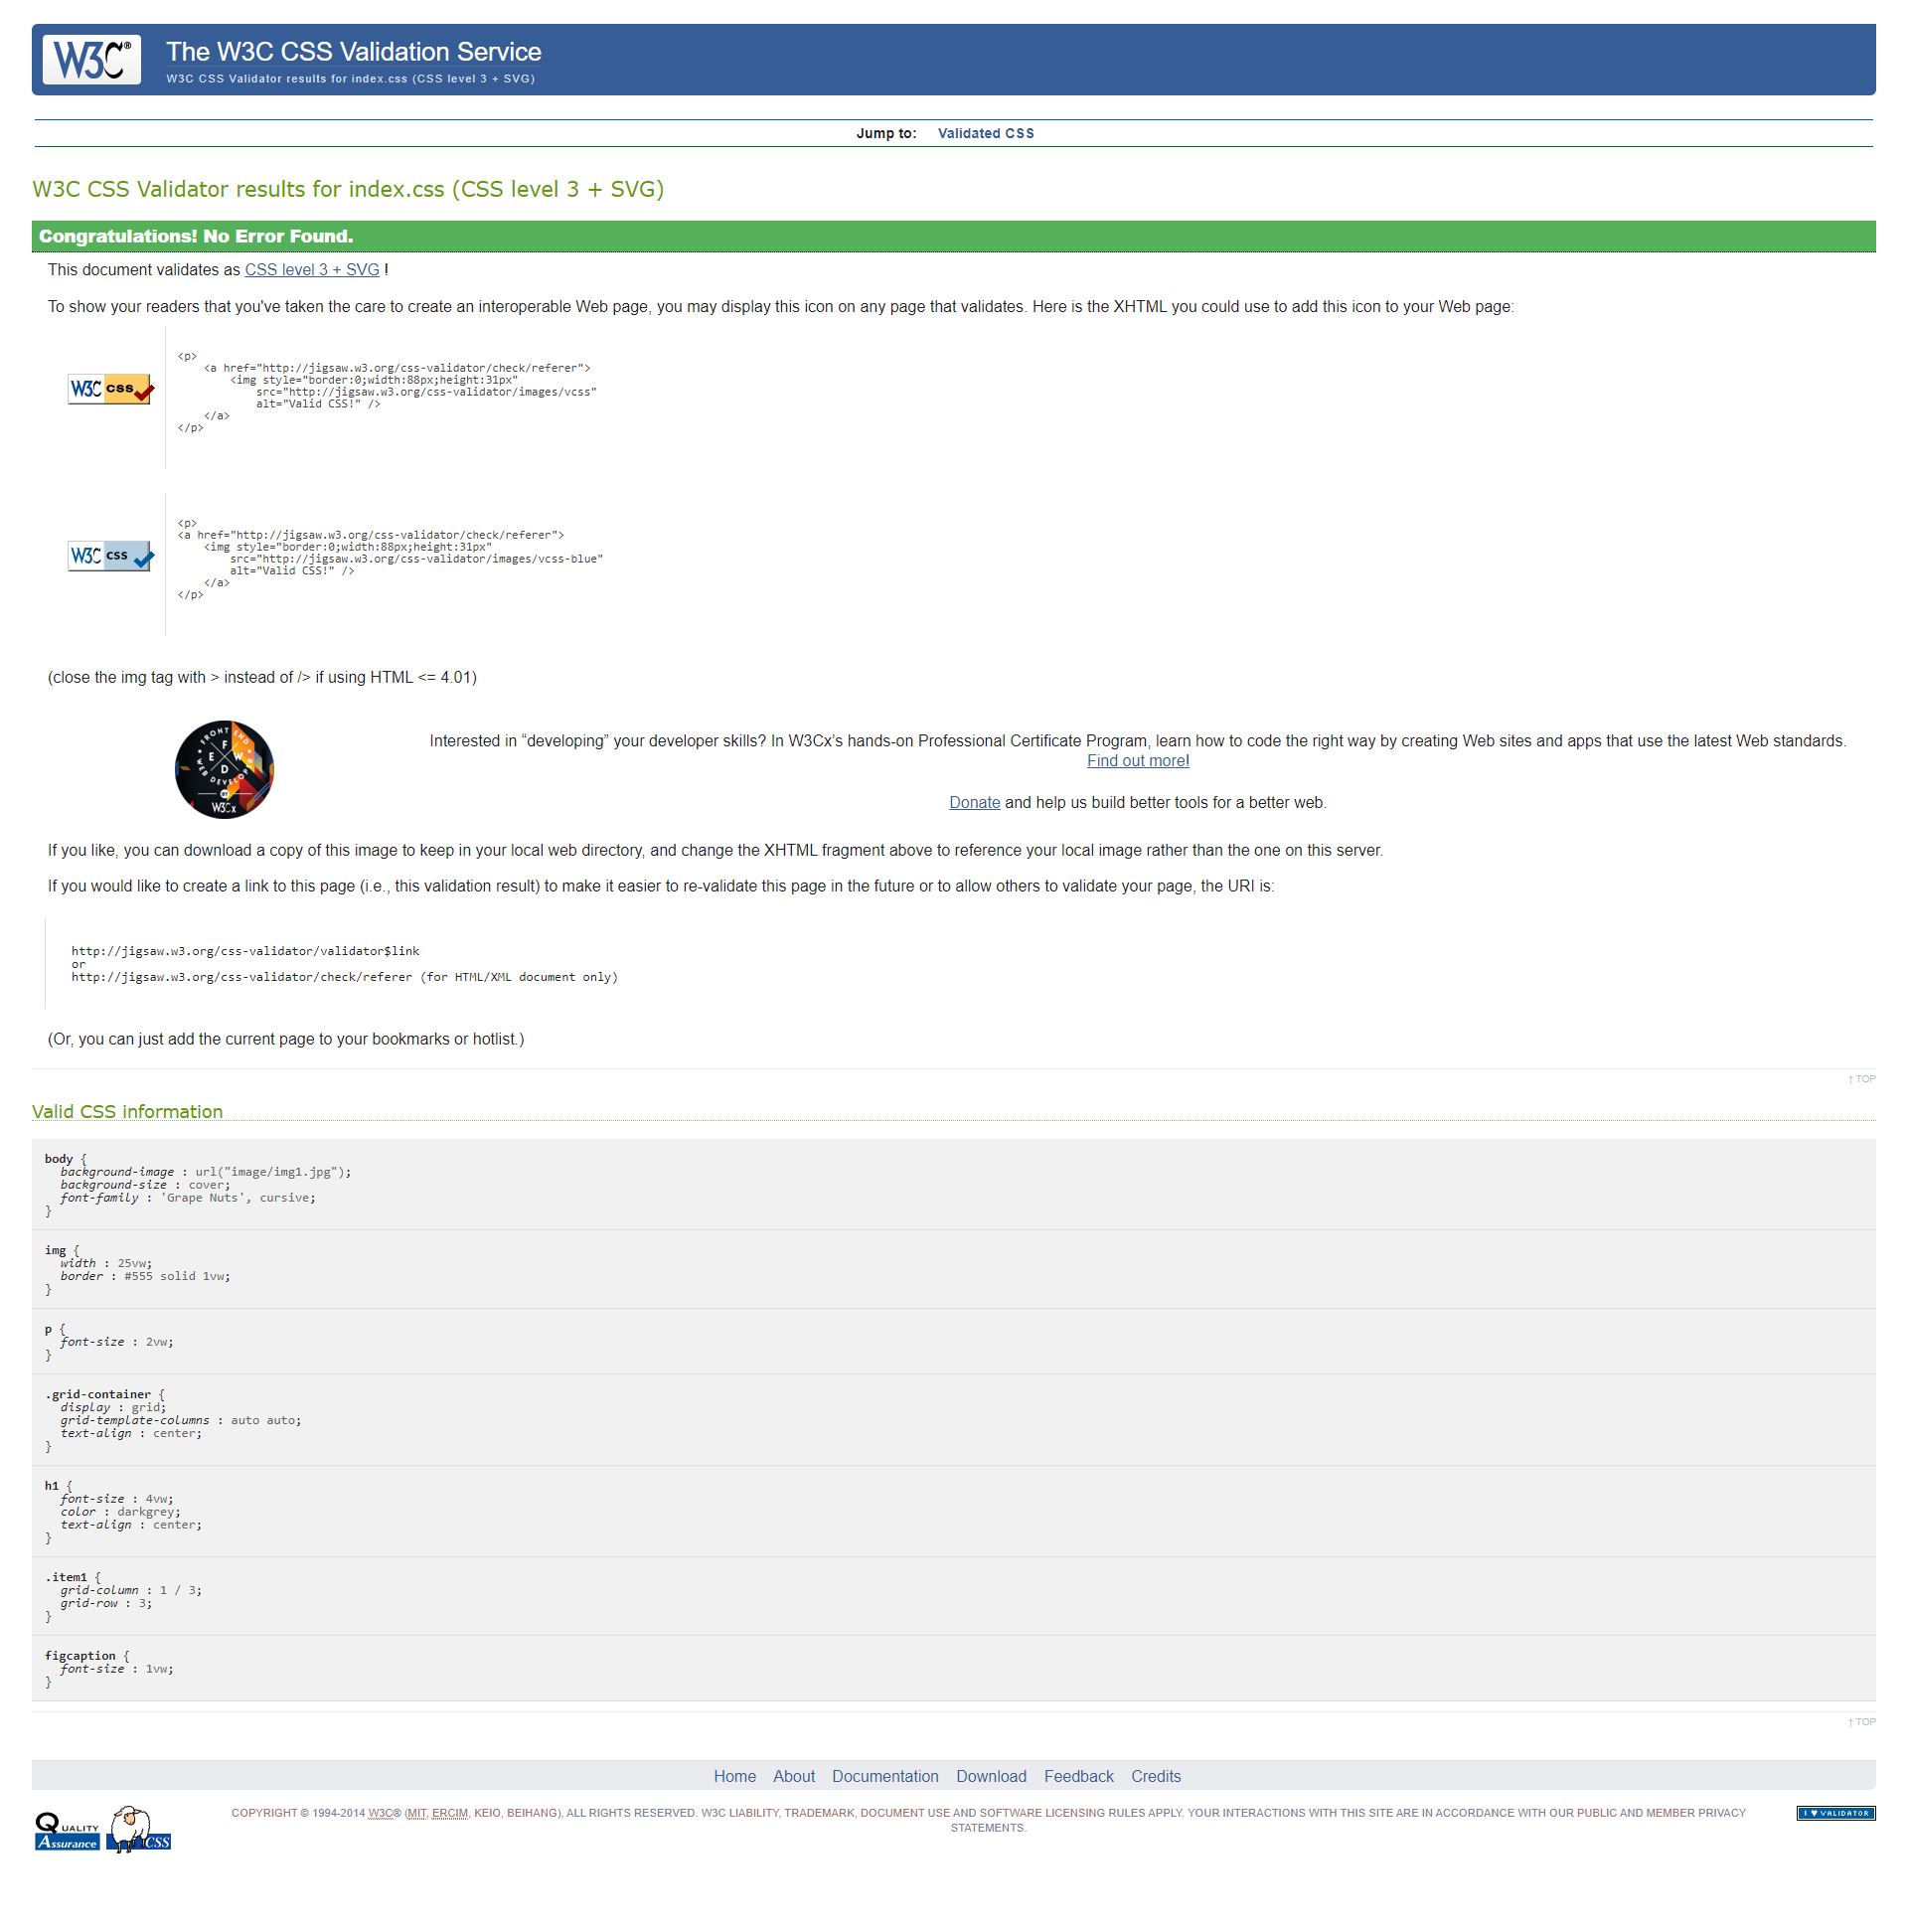 W3C®
The W3C CSS Validation Service
W3C CSS Validator results for index.css (CSS level 3 + SVG)
Jump to: Validated CSS
W3C CSS Validator results for index.css (CSS level 3 + SVG)
Congratulations! No Error Found.
This document validates as CSS level 3 + SVG !
To show your readers that you've taken the care to create an interoperable Web page, you may display this icon on any page that validates. Here is the XHTML you could use to add this icon to your Web page:
W3C css
<p>
    <a href="http://jigsaw.w3.org/css-validator/check/referer">
        <img style="border:0;width:88px;height:31px"
            src="http://jigsaw.w3.org/css-validator/images/vcss"
            alt="Valid CSS!" />
    </a>
</p>
W3C css
<p>
<a href="http://jigsaw.w3.org/css-validator/check/referer">
    <img style="border:0;width:88px;height:31px"
        src="http://jigsaw.w3.org/css-validator/images/vcss-blue"
        alt="Valid CSS!" />
    </a>
</p>
(close the img tag with > instead of /> if using HTML <= 4.01)
FRONT END
F E W D
WEB DEVELOPER
BY
W3Cx
Interested in “developing” your developer skills? In W3Cx’s hands-on Professional Certificate Program, learn how to code the right way by creating Web sites and apps that use the latest Web standards.
Find out more!
Donate and help us build better tools for a better web.
If you like, you can download a copy of this image to keep in your local web directory, and change the XHTML fragment above to reference your local image rather than the one on this server.
If you would like to create a link to this page (i.e., this validation result) to make it easier to re-validate this page in the future or to allow others to validate your page, the URI is:
http://jigsaw.w3.org/css-validator/validator$link
or
http://jigsaw.w3.org/css-validator/check/referer (for HTML/XML document only)
(Or, you can just add the current page to your bookmarks or hotlist.)
↑ TOP
Valid CSS information
body {
  background-image : url("image/img1.jpg");
  background-size : cover;
  font-family : 'Grape Nuts', cursive;
}
img {
  width : 25vw;
  border : #555 solid 1vw;
}
p {
  font-size : 2vw;
}
.grid-container {
  display : grid;
  grid-template-columns : auto auto;
  text-align : center;
}
h1 {
  font-size : 4vw;
  color : darkgrey;
  text-align : center;
}
.item1 {
  grid-column : 1 / 3;
  grid-row : 3;
}
figcaption {
  font-size : 1vw;
}
↑ TOP
Home About Documentation Download Feedback Credits
Quality
Assurance
CSS
COPYRIGHT © 1994-2014 W3C® (MIT, ERCIM, KEIO, BEIHANG), ALL RIGHTS RESERVED. W3C LIABILITY, TRADEMARK, DOCUMENT USE AND SOFTWARE LICENSING RULES APPLY. YOUR INTERACTIONS WITH THIS SITE ARE IN ACCORDANCE WITH OUR PUBLIC AND MEMBER PRIVACY
STATEMENTS.
I ♥ VALIDATOR